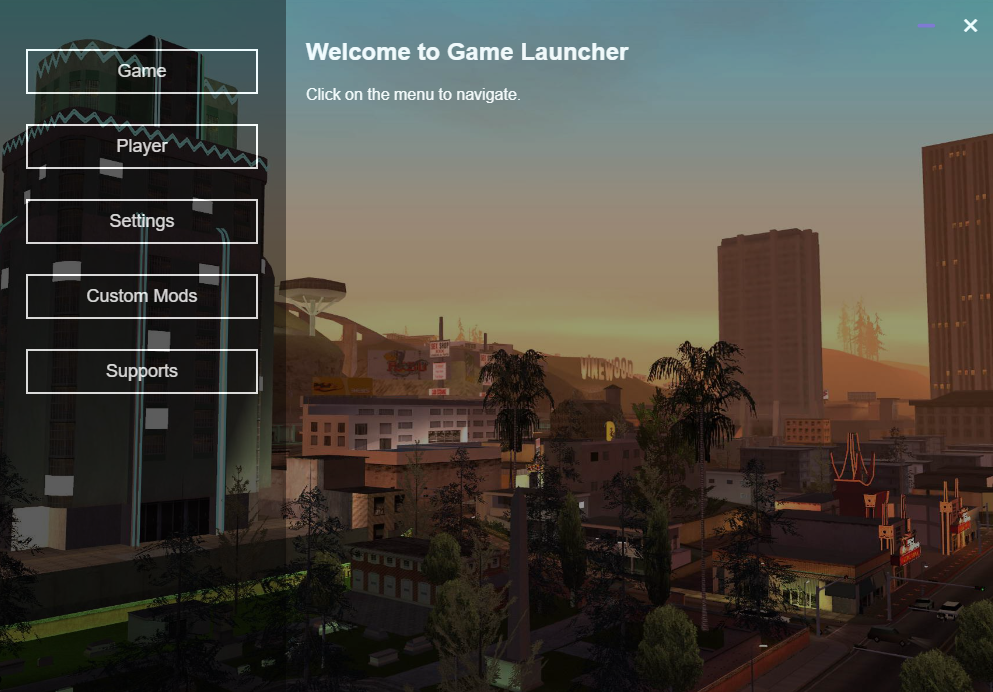 Welcome to Game Launcher
Click on the menu to navigate.
Game
Player
Settings
Custom Mods
Supports
VINEWOOD